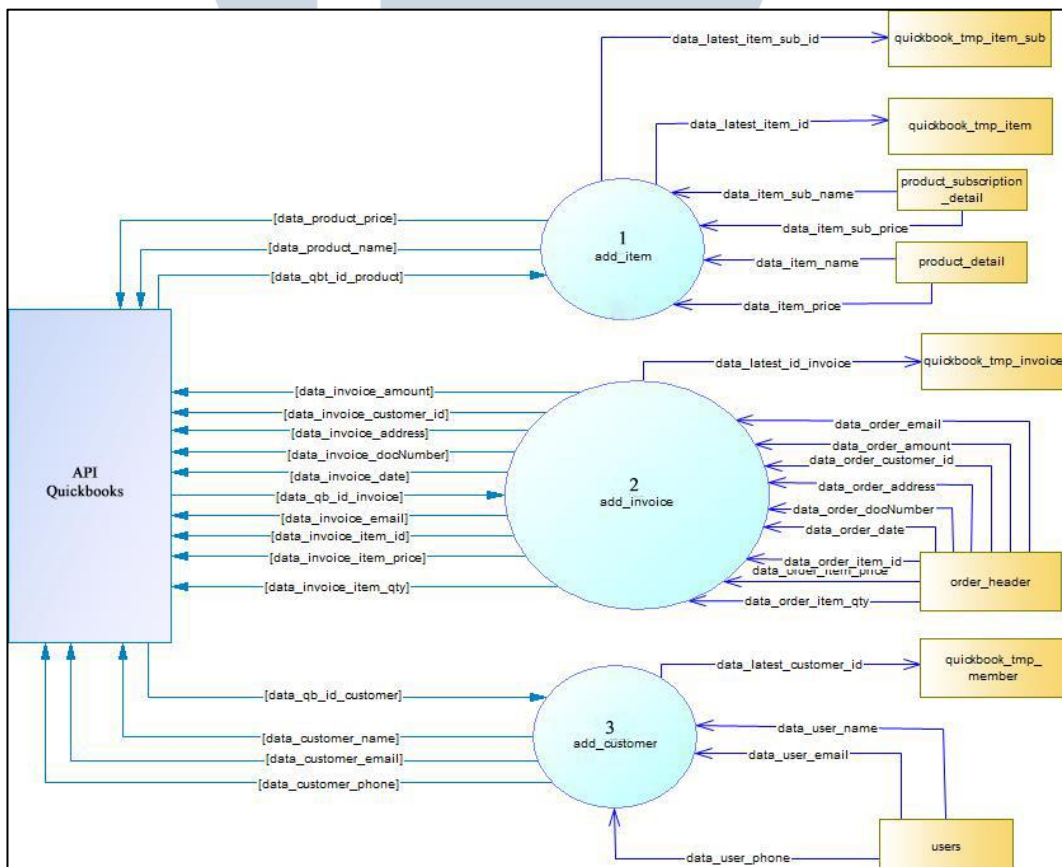 data_latest_item_sub_id
quickbook_tmp_item_sub
data_latest_item_id
quickbook_tmp_item
data_item_sub_name
product_subscription
_detail
[data_product_price]
data_item_sub_price
1
add_item
[data_product_name]
data_item_name
product_detail
[data_qbt_id_product]
data_item_price
data_latest_id_invoice
quickbook_tmp_invoice
[data_invoice_amount]
[data_invoice_customer_id]
[data_invoice_address]
[data_invoice_docNumber]
[data_invoice_date]
[data_qb_id_invoice]
[data_invoice_email]
[data_invoice_item_id]
[data_invoice_item_price]
[data_invoice_item_qty]
API
Quickbooks
2
add_invoice
data_order_email
data_order_amount
data_order_customer_id
data_order_address
data_order_docNumber
data_order_date
data_order_item_id
data_order_item_price
data_order_item_qty
order_header
data_latest_customer_id
quickbook_tmp_
member
[data_qb_id_customer]
3
add_customer
data_user_name
[data_customer_name]
data_user_email
[data_customer_email]
[data_customer_phone]
users
data_user_phone